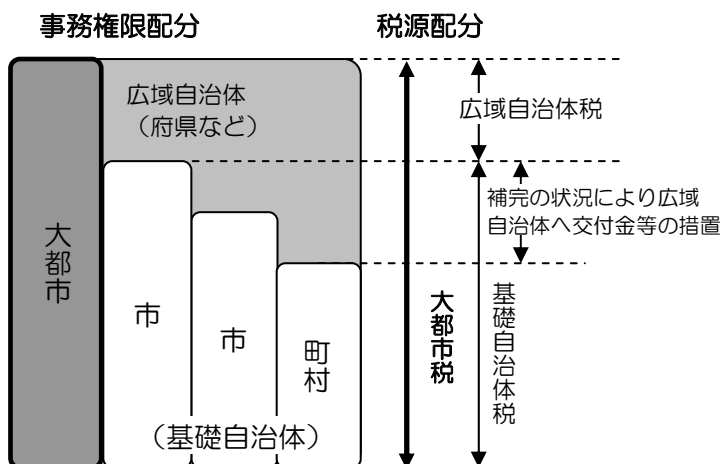 事務権限配分
税源配分
広域自治体
（府県など）
広域自治体税
補完の状況により広域
自治体へ交付金等の措置
大都市
市
市
町村
（基礎自治体）
大都市税
基礎自治体税